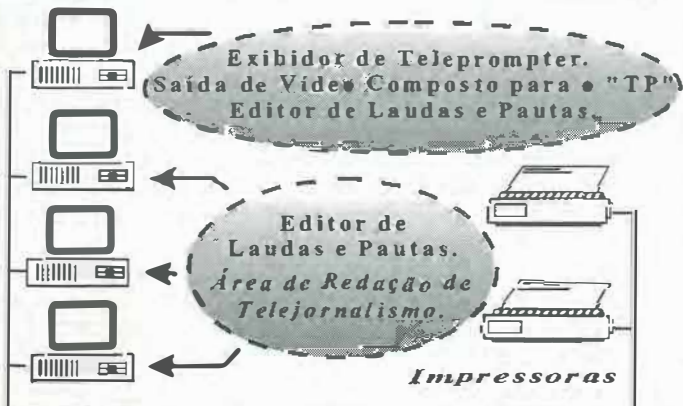 Exibidor de Teleprompter.
Saída de Vídeo Composto para o "TP"
Editor de Laudas e Pautas.
Editor de
Laudas e Pautas.
Área de Redação de
Telejornalismo.
Impressoras